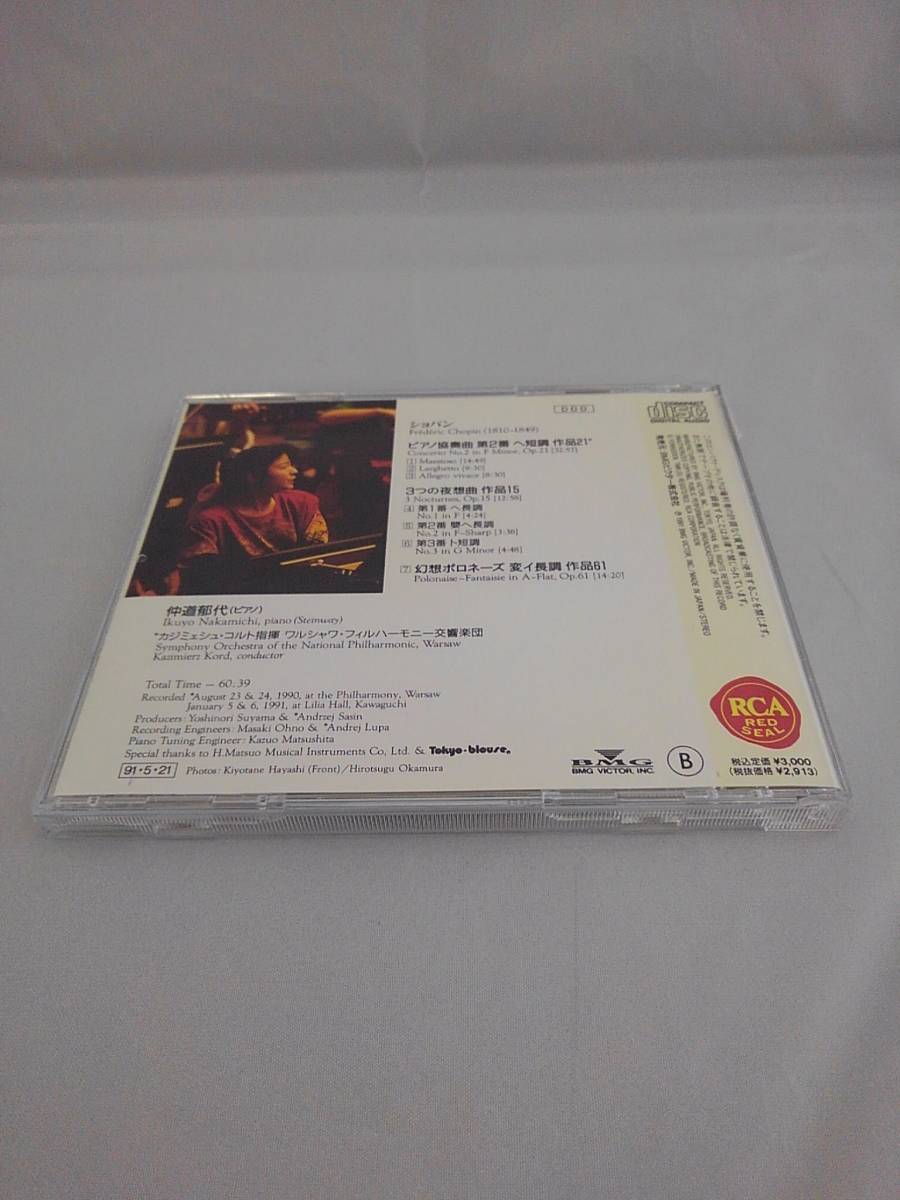 DDD
ショパン
Frédéric Chopin (1810-1849)
ピアノ協奏曲 第2番 ヘ短調 作品21*
Concerto No.2 in F Minor, Op.21 [32:57]
1 Maestoso [14:49]
2 Larghetto [9:30]
3 Allegro vivace [8:30]
3つの夜想曲 作品15
3 Nocturnes, Op.15 [12:58]
4 第1番 ヘ長調
No.1 in F [4:24]
5 第2番 嬰ヘ長調
No.2 in F-Sharp [3:36]
6 第3番 ト短調
No.3 in G Minor [4:48]
7 幻想ポロネーズ 変イ長調 作品61
Polonaise-Fantaisie in A-Flat, Op.61 [14:20]
仲道郁代 (ピアノ)
Ikuyo Nakamichi, piano (Steinway)
*カジミェシュ・コルト指揮 ワルシャワ・フィルハーモニー交響楽団
Symphony Orchestra of the National Philharmonic, Warsaw
Kazimierz Kord, conductor
Total Time — 60:39
Recorded *August 23 & 24, 1990, at the Philharmony, Warsaw
January 5 & 6, 1991, at Lilia Hall, Kawaguchi
Producers: Yoshinori Suyama & *Andrzej Sasin
Recording Engineers: Masaki Ohno & *Andrej Lupa
Piano Tuning Engineer: Kazuo Matsushita
Special thanks to H.Matsuo Musical Instruments Co., Ltd. & Tokyo-blouse.
91・5・21 Photos: Kiyotane Hayashi (Front)/Hirotsugu Okamura
BMG
BMG VICTOR, INC.
B
COMPACT
disc
DIGITAL AUDIO
RCA
RED
SEAL
税込定価 ¥3,000
(税抜価格 ¥2,913)